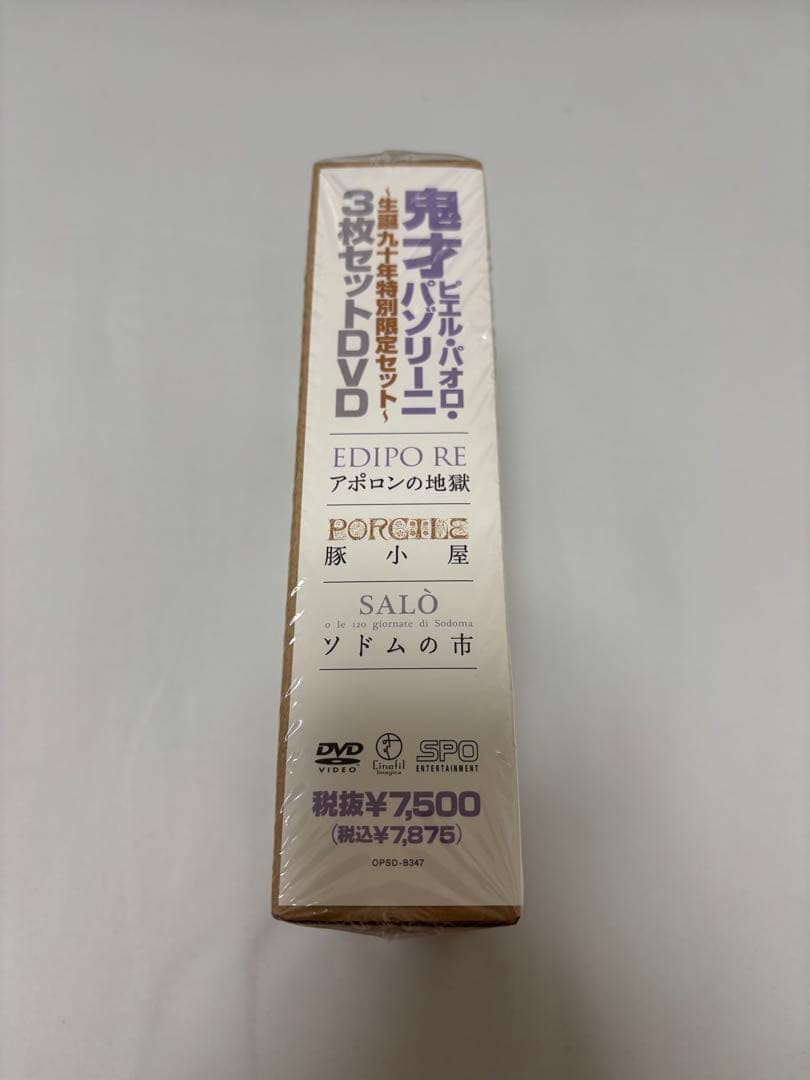 鬼才ピエル・パオロ・
パゾリーニ
~生誕九十年特別限定セット~
3枚セットDVD
EDIPO RE
アポロンの地獄
PORCILE
豚小屋
SALÒ
o le 120 giornate di Sodoma
ソドムの市
DVD
VIDEO
Cinefil
Imagica
SPO
ENTERTAINMENT
税抜¥7,500
(税込¥7,875)
OPSD-B347